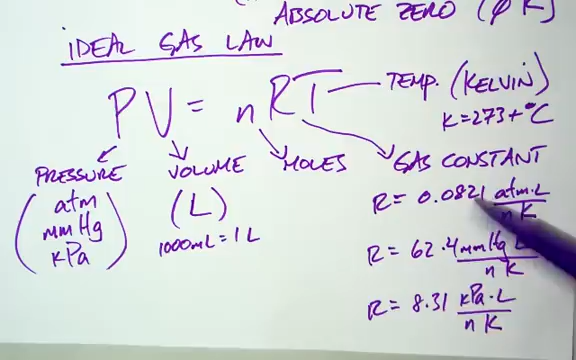 ABSOLUTE ZERO (φ K)
IDEAL GAS LAW
PV = nRT
TEMP. (KELVIN)
K=273+°C
PRESSURE
(atm
mmHg
kPa)
VOLUME
(L)
1000mL = 1L
MOLES
GAS CONSTANT
R = 0.0821 atm·L / n K
R = 62.4 mmHg L / n K
R = 8.31 kPa·L / n K